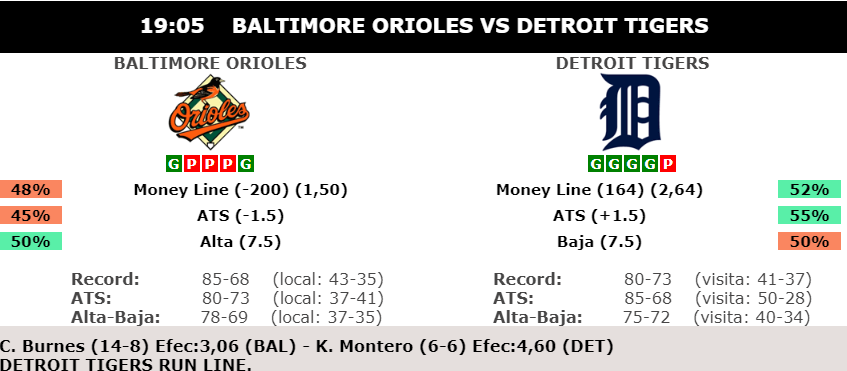 19:05 BALTIMORE ORIOLES VS DETROIT TIGERS
BALTIMORE ORIOLES DETROIT TIGERS
Orioles D
G P P P G G G G G P
48% Money Line (-200) (1,50) Money Line (164) (2,64) 52%
45% ATS (-1.5) ATS (+1.5) 55%
50% Alta (7.5) Baja (7.5) 50%
Record: 85-68 (local: 43-35) Record: 80-73 (visita: 41-37)
ATS: 80-73 (local: 37-41) ATS: 85-68 (visita: 50-28)
Alta-Baja: 78-69 (local: 37-35) Alta-Baja: 75-72 (visita: 40-34)
C. Burnes (14-8) Efec:3,06 (BAL) - K. Montero (6-6) Efec:4,60 (DET)
DETROIT TIGERS RUN LINE.